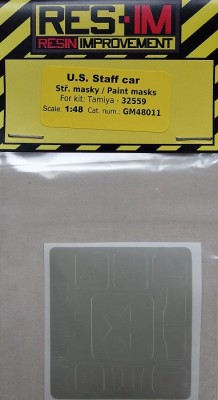 RES-IM
RESIN IMPROVEMENT
U.S. Staff car
Stř. masky / Paint masks
For kit: Tamiya - 32559
Scale 1:48 Cat. num.: GM48011